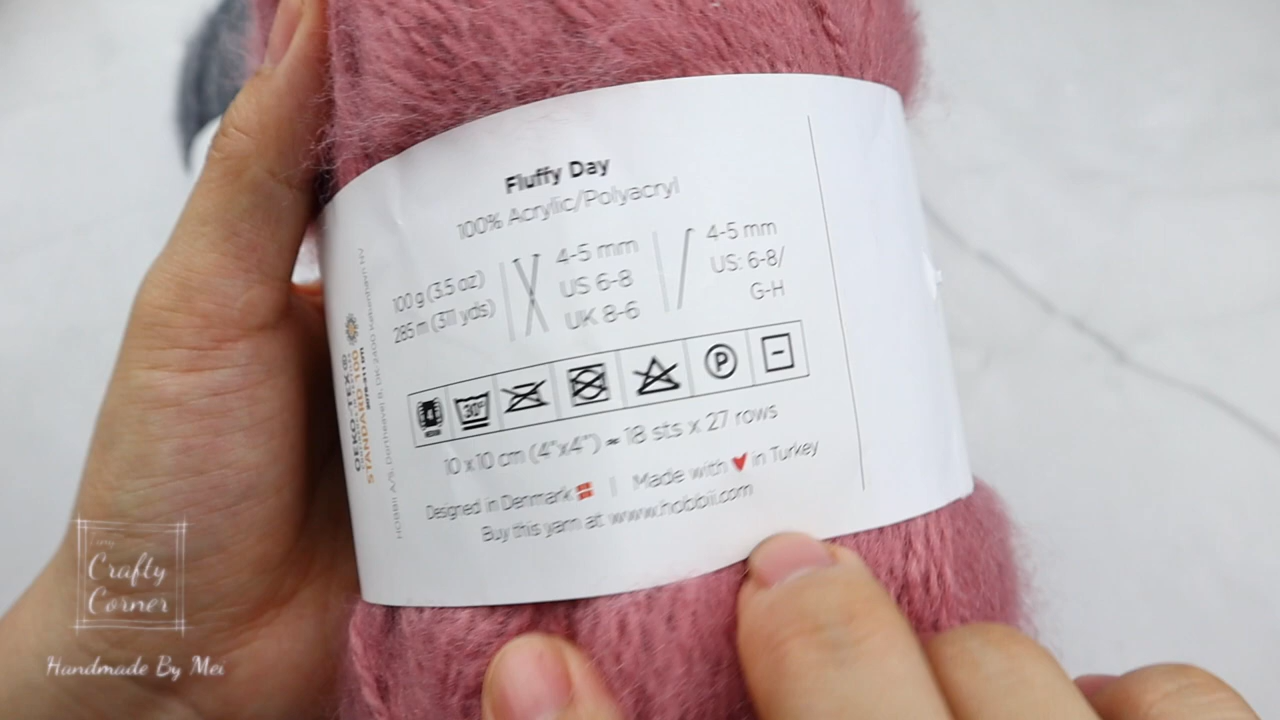 Fluffy Day
100% Acrylic/Polyacryl
100 g (3.5 oz)
285 m (311 yds)
4-5 mm
US 6-8
UK 8-6
4-5 mm
US: 6-8/
G-H
4
MEDIUM
30°
P
10 x 10 cm (4"x4") ≈ 18 sts x 27 rows
Designed in Denmark | Made with ♥ in Turkey
Buy this yarn at: www.hobbii.com
OEKO-TEX®
STANDARD 100
HOBBII A/S,
Crafty
Corner
Handmade By Mei